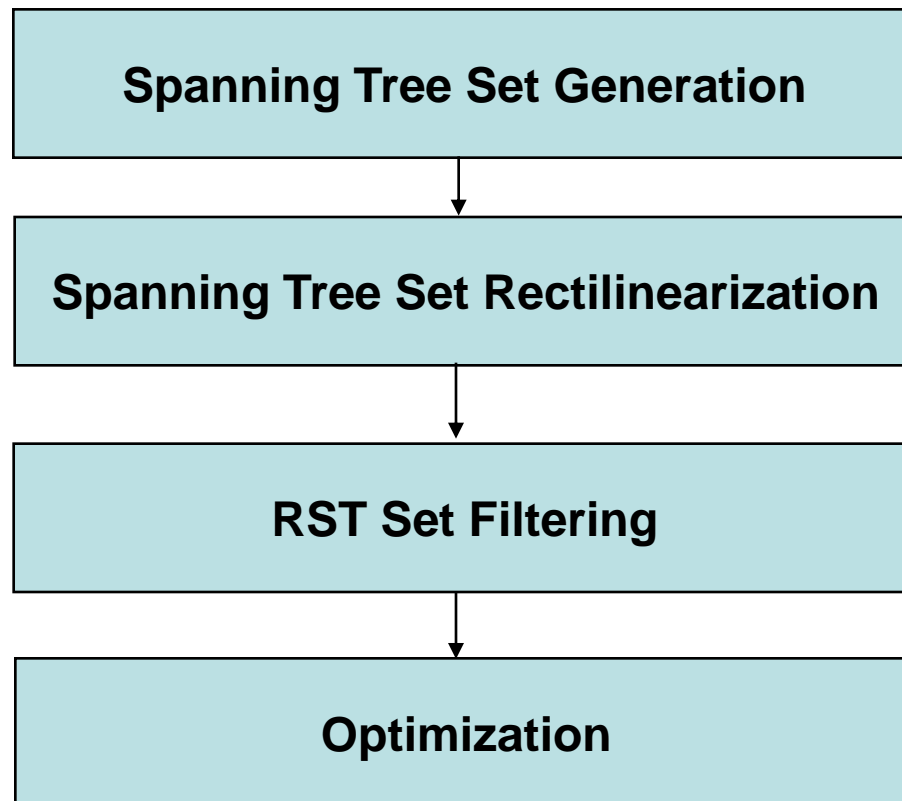 Spanning Tree Set Generation
Spanning Tree Set Rectilinearization
RST Set Filtering
Optimization